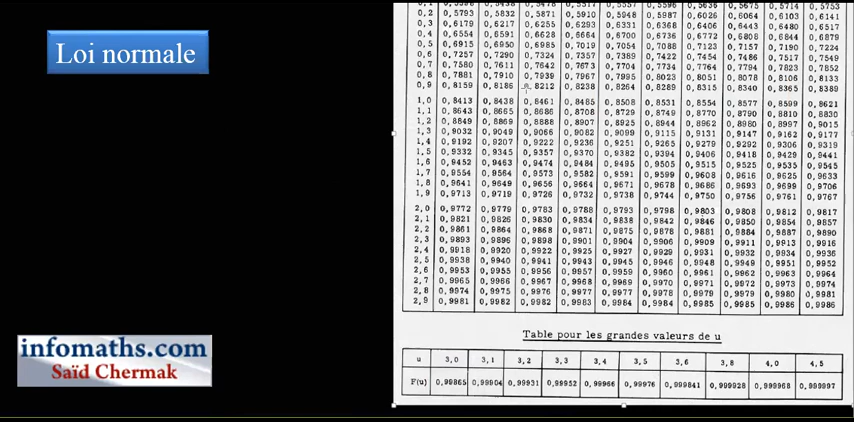 Loi normale
0,2 0,5793 0,5832 0,5871 0,5910 0,5948 0,5987 0,6026 0,6064 0,6103 0,6141
0,3 0,6179 0,6217 0,6255 0,6293 0,6331 0,6368 0,6406 0,6443 0,6480 0,6517
0,4 0,6554 0,6591 0,6628 0,6664 0,6700 0,6736 0,6772 0,6808 0,6844 0,6879
0,5 0,6915 0,6950 0,6985 0,7019 0,7054 0,7088 0,7123 0,7157 0,7190 0,7224
0,6 0,7257 0,7290 0,7324 0,7357 0,7389 0,7422 0,7454 0,7486 0,7517 0,7549
0,7 0,7580 0,7611 0,7642 0,7673 0,7704 0,7734 0,7764 0,7794 0,7823 0,7852
0,8 0,7881 0,7910 0,7939 0,7967 0,7995 0,8023 0,8051 0,8078 0,8106 0,8133
0,9 0,8159 0,8186 0,8212 0,8238 0,8264 0,8289 0,8315 0,8340 0,8365 0,8389
1,0 0,8413 0,8438 0,8461 0,8485 0,8508 0,8531 0,8554 0,8577 0,8599 0,8621
1,1 0,8643 0,8665 0,8686 0,8708 0,8729 0,8749 0,8770 0,8790 0,8810 0,8830
1,2 0,8849 0,8869 0,8888 0,8907 0,8925 0,8944 0,8962 0,8980 0,8997 0,9015
1,3 0,9032 0,9049 0,9066 0,9082 0,9099 0,9115 0,9131 0,9147 0,9162 0,9177
1,4 0,9192 0,9207 0,9222 0,9236 0,9251 0,9265 0,9279 0,9292 0,9306 0,9319
1,5 0,9332 0,9345 0,9357 0,9370 0,9382 0,9394 0,9406 0,9418 0,9429 0,9441
1,6 0,9452 0,9463 0,9474 0,9484 0,9495 0,9505 0,9515 0,9525 0,9535 0,9545
1,7 0,9554 0,9564 0,9573 0,9582 0,9591 0,9599 0,9608 0,9616 0,9625 0,9633
1,8 0,9641 0,9649 0,9656 0,9664 0,9671 0,9678 0,9686 0,9693 0,9699 0,9706
1,9 0,9713 0,9719 0,9726 0,9732 0,9738 0,9744 0,9750 0,9756 0,9761 0,9767
2,0 0,9772 0,9779 0,9783 0,9788 0,9793 0,9798 0,9803 0,9808 0,9812 0,9817
2,1 0,9821 0,9826 0,9830 0,9834 0,9838 0,9842 0,9846 0,9850 0,9854 0,9857
2,2 0,9861 0,9864 0,9868 0,9871 0,9875 0,9878 0,9881 0,9884 0,9887 0,9890
2,3 0,9893 0,9896 0,9898 0,9901 0,9904 0,9906 0,9909 0,9911 0,9913 0,9916
2,4 0,9918 0,9920 0,9922 0,9925 0,9927 0,9929 0,9931 0,9932 0,9934 0,9936
2,5 0,9938 0,9940 0,9941 0,9943 0,9945 0,9946 0,9948 0,9949 0,9951 0,9952
2,6 0,9953 0,9955 0,9956 0,9957 0,9959 0,9960 0,9961 0,9962 0,9963 0,9964
2,7 0,9965 0,9966 0,9967 0,9968 0,9969 0,9970 0,9971 0,9972 0,9973 0,9974
2,8 0,9974 0,9975 0,9976 0,9977 0,9977 0,9978 0,9979 0,9979 0,9980 0,9981
2,9 0,9981 0,9982 0,9982 0,9983 0,9984 0,9984 0,9985 0,9985 0,9986 0,9986
Table pour les grandes valeurs de u
u 3,0 3,1 3,2 3,3 3,4 3,5 3,6 3,8 4,0 4,5
F(u) 0,99865 0,99904 0,99931 0,99952 0,99966 0,99976 0,999841 0,999928 0,999968 0,999997
infomaths.com
Saïd Chermak